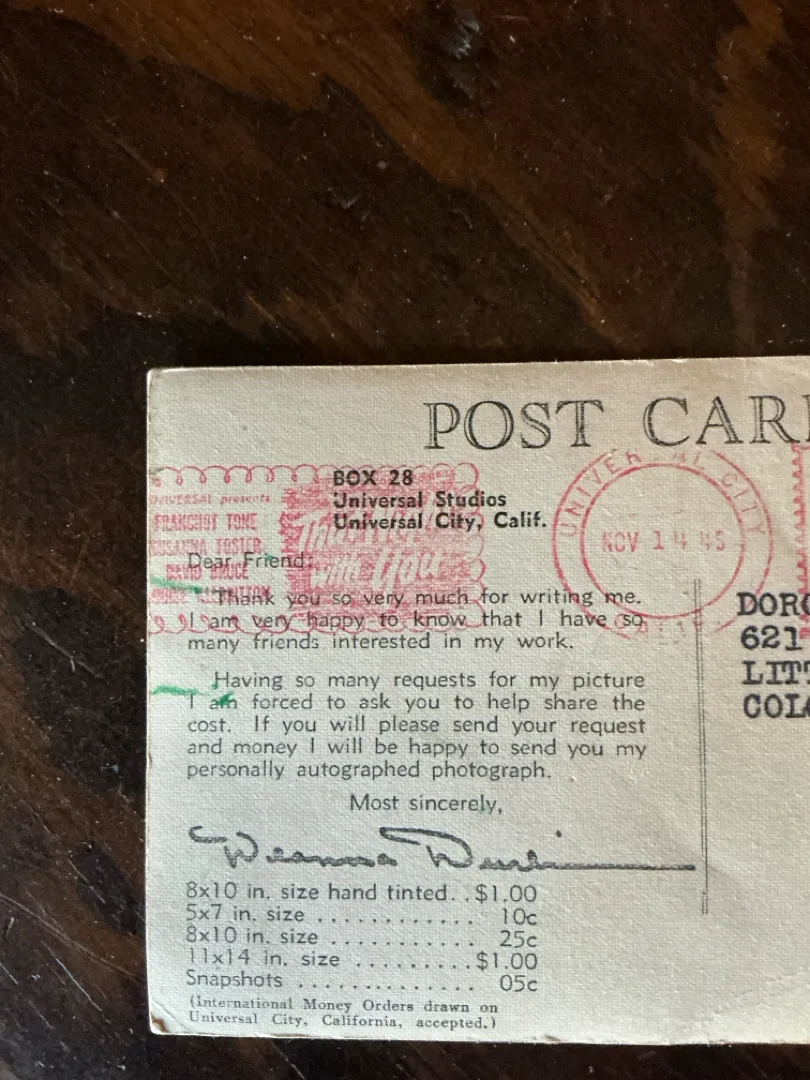 POST CAR
BOX 28
Universal Studios
Universal City, Calif.
UNIVERSAL presents
FRANCHOT TONE
SUSANNA FOSTER
DAVID BRUCE
with You
UNIVERSAL CITY
NOV 14 45
Dear Friend:
Thank you so very much for writing me.
I am very happy to know that I have so
many friends interested in my work.
Having so many requests for my picture
I am forced to ask you to help share the
cost. If you will please send your request
and money I will be happy to send you my
personally autographed photograph.
Most sincerely,
Deanna Durbin
8x10 in. size hand tinted. . $1.00
5x7 in. size . . . . . . . . . . . . 10c
8x10 in. size . . . . . . . . . . . 25c
11x14 in. size . . . . . . . . . . $1.00
Snapshots . . . . . . . . . . . . . . 05c
(International Money Orders drawn on
Universal City, California, accepted.)
DOR
621
LITT
COL